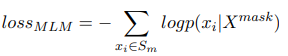 loss_{MLM} = - \sum_{x_i \in S_m} log p(x_i | X^{mask})